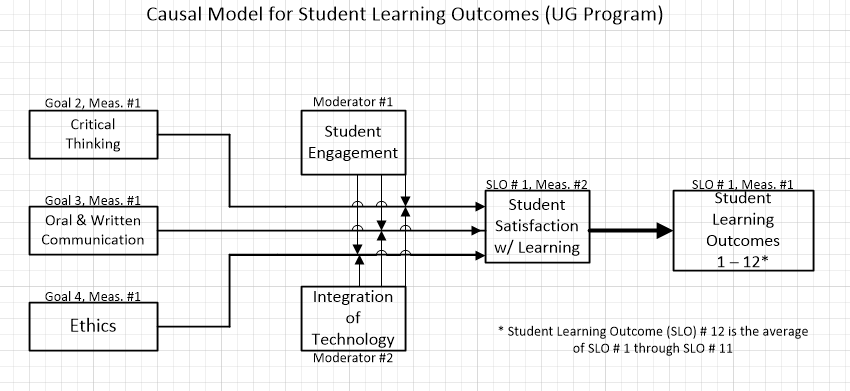 Causal Model for Student Learning Outcomes (UG Program)
Goal 2, Meas. #1
Critical
Thinking
Goal 3, Meas. #1
Oral & Written
Communication
Goal 4, Meas. #1
Ethics
Moderator #1
Student
Engagement
Integration
of
Technology
Moderator #2
SLO # 1, Meas. #2
Student
Satisfaction
w/ Learning
SLO # 1, Meas. #1
Student
Learning
Outcomes
1 – 12*
* Student Learning Outcome (SLO) # 12 is the average
of SLO # 1 through SLO # 11